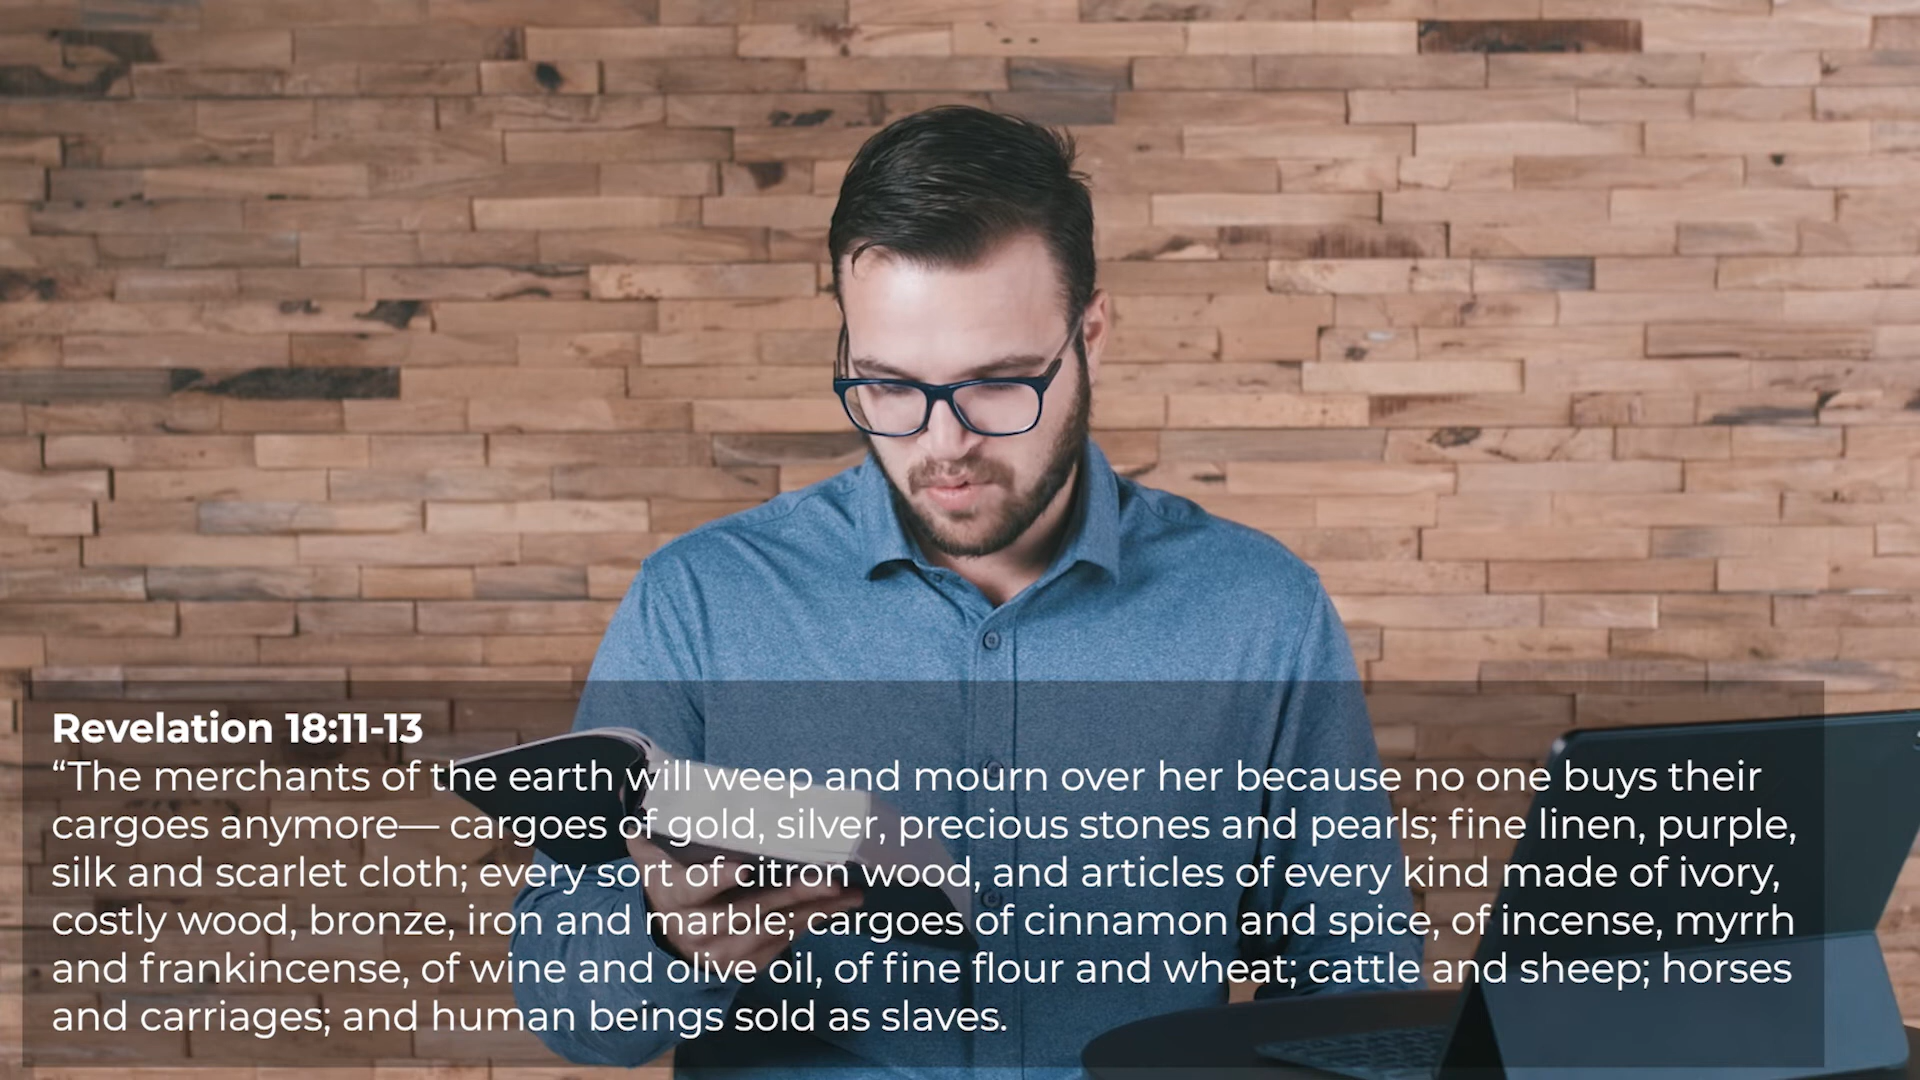 Revelation 18:11-13
“The merchants of the earth will weep and mourn over her because no one buys their
cargoes anymore— cargoes of gold, silver, precious stones and pearls; fine linen, purple,
silk and scarlet cloth; every sort of citron wood, and articles of every kind made of ivory,
costly wood, bronze, iron and marble; cargoes of cinnamon and spice, of incense, myrrh
and frankincense, of wine and olive oil, of fine flour and wheat; cattle and sheep; horses
and carriages; and human beings sold as slaves.